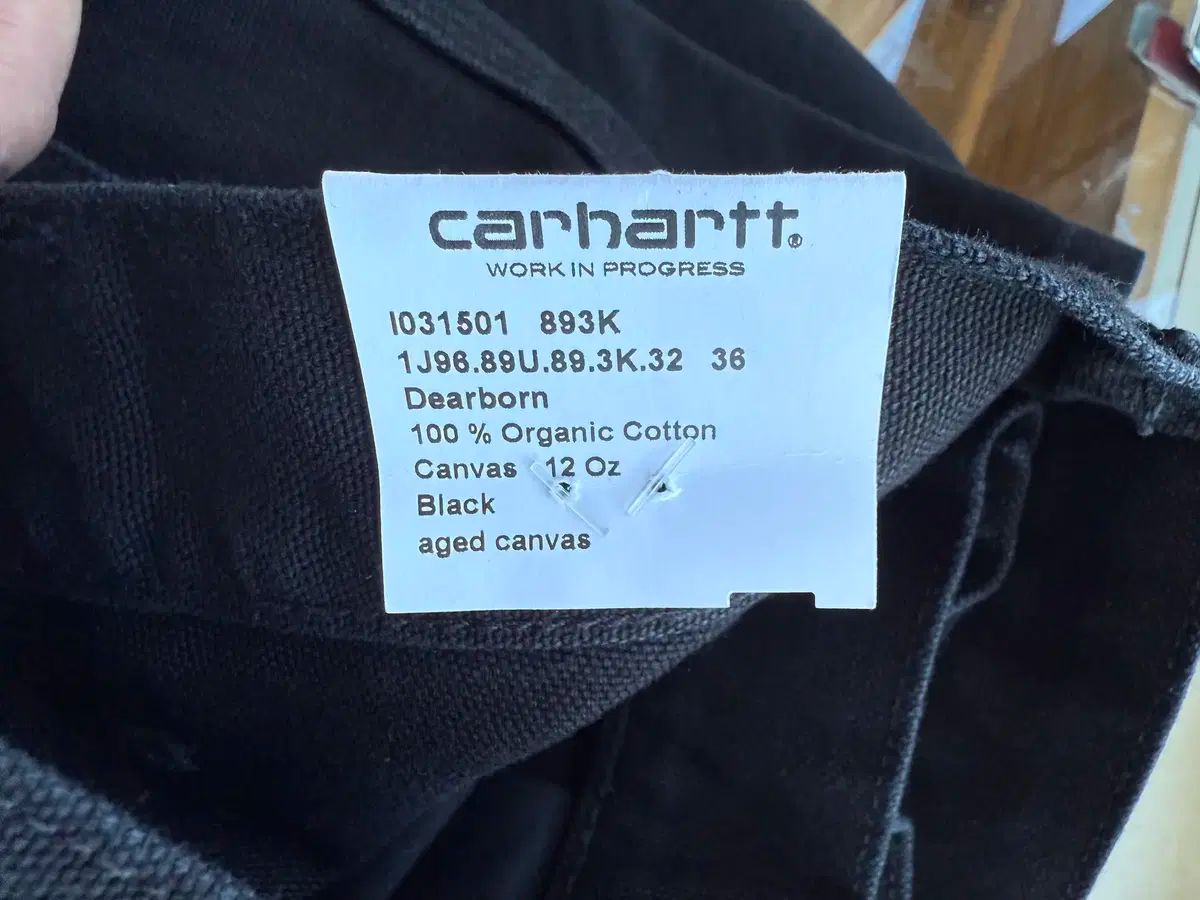 carhartt®
WORK IN PROGRESS
I031501 893K
1J96.89U.89.3K.32 36
Dearborn
100 % Organic Cotton
Canvas 12 Oz
Black
aged canvas